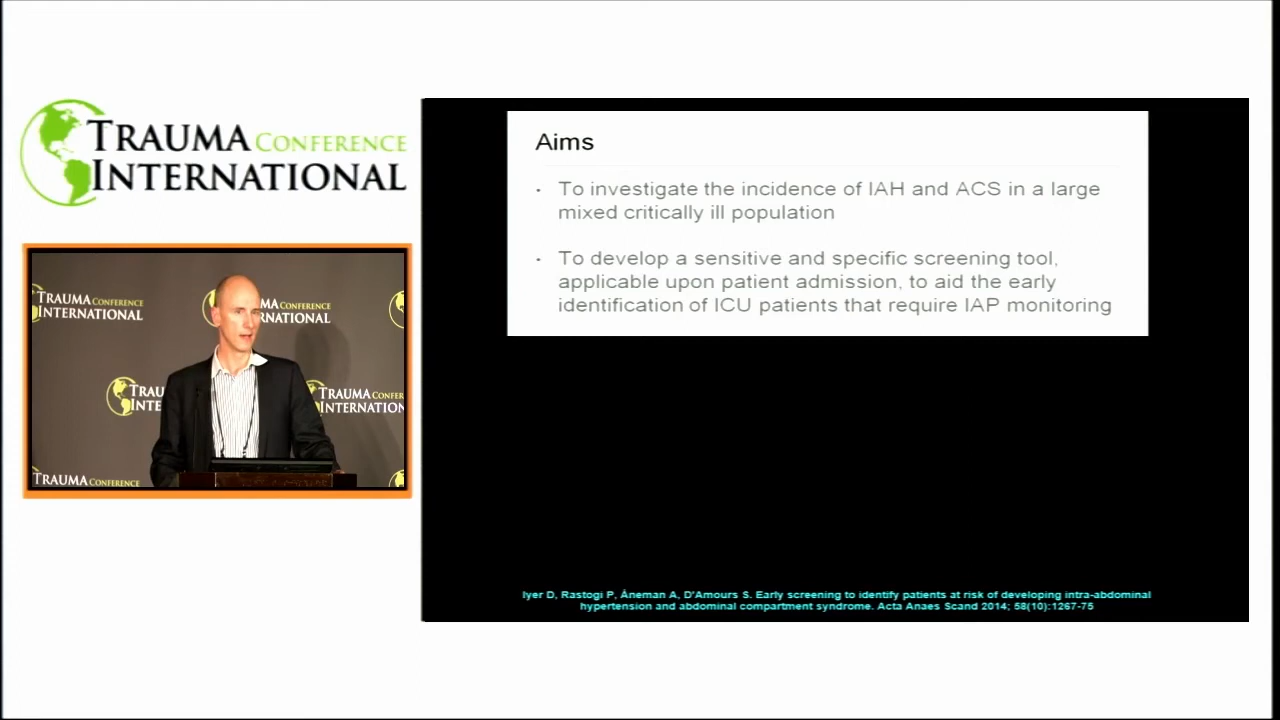 TRAUMA CONFERENCE
INTERNATIONAL
TRAUMA CONFERENCE
INTERNATIONAL
CONFERENCE
INTERNATIONAL
TRAUMA CONFERENCE
INTERNATIONAL
TRAUMA CONFERENCE
Aims
· To investigate the incidence of IAH and ACS in a large
mixed critically ill population
· To develop a sensitive and specific screening tool,
applicable upon patient admission, to aid the early
identification of ICU patients that require IAP monitoring
Iyer D, Rastogi P, Åneman A, D'Amours S. Early screening to identify patients at risk of developing intra-abdominal
hypertension and abdominal compartment syndrome. Acta Anaes Scand 2014; 58(10):1267-75